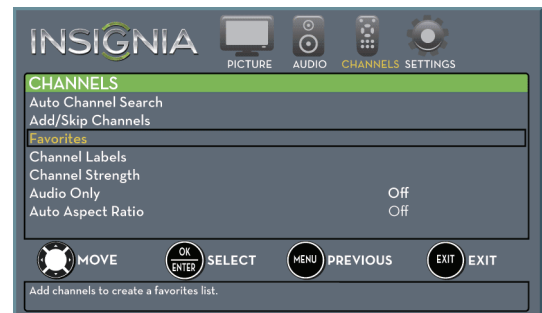 INSIGNIA
PICTURE AUDIO CHANNELS SETTINGS
CHANNELS
Auto Channel Search
Add/Skip Channels
Favorites
Channel Labels
Channel Strength
Audio Only Off
Auto Aspect Ratio Off
MOVE OK ENTER SELECT MENU PREVIOUS EXIT EXIT
Add channels to create a favorites list.